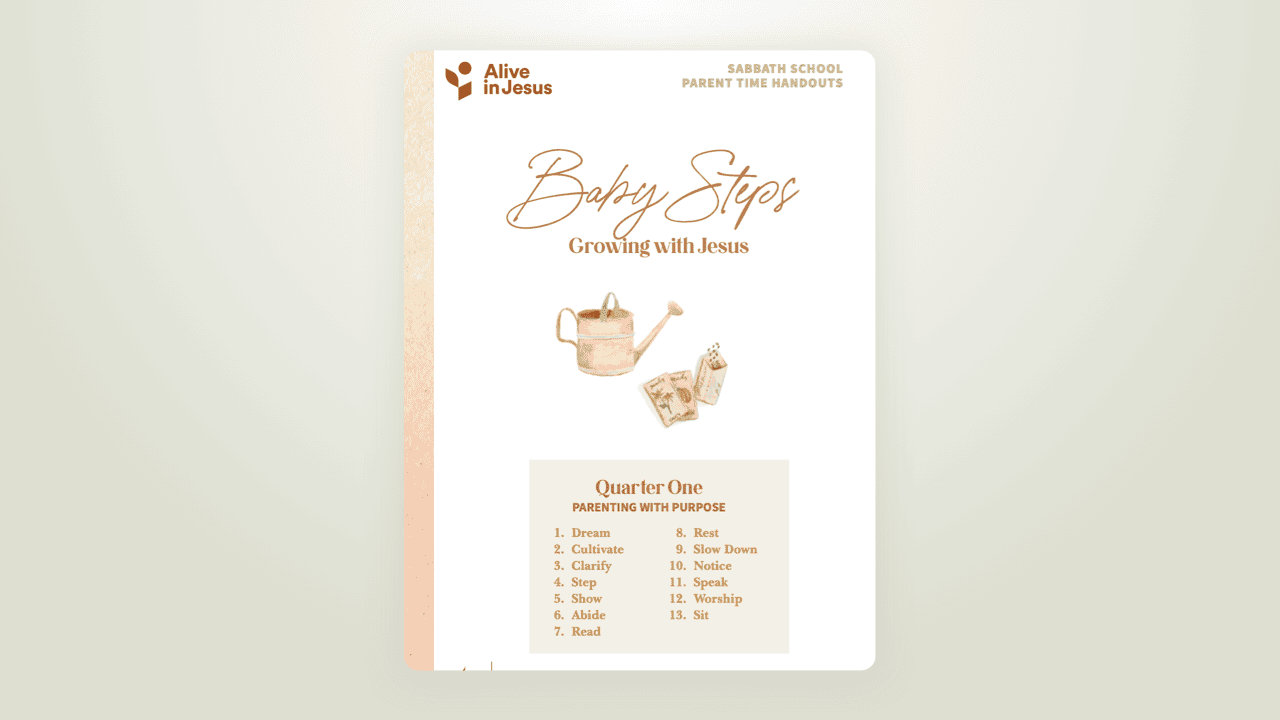 Alive
in Jesus
SABBATH SCHOOL
PARENT TIME HANDOUTS
Baby Steps
Growing with Jesus
Quarter One
PARENTING WITH PURPOSE
1. Dream
2. Cultivate
3. Clarify
4. Step
5. Show
6. Abide
7. Read
8. Rest
9. Slow Down
10. Notice
11. Speak
12. Worship
13. Sit